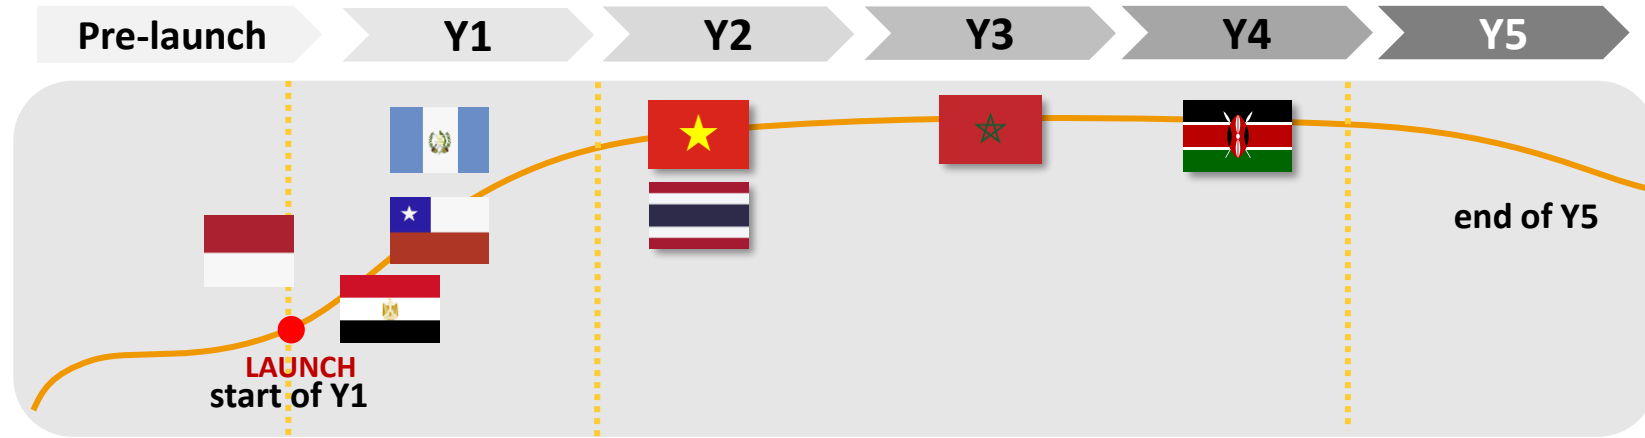 Pre-launch Y1 Y2 Y3 Y4 Y5
end of Y5
LAUNCH
start of Y1